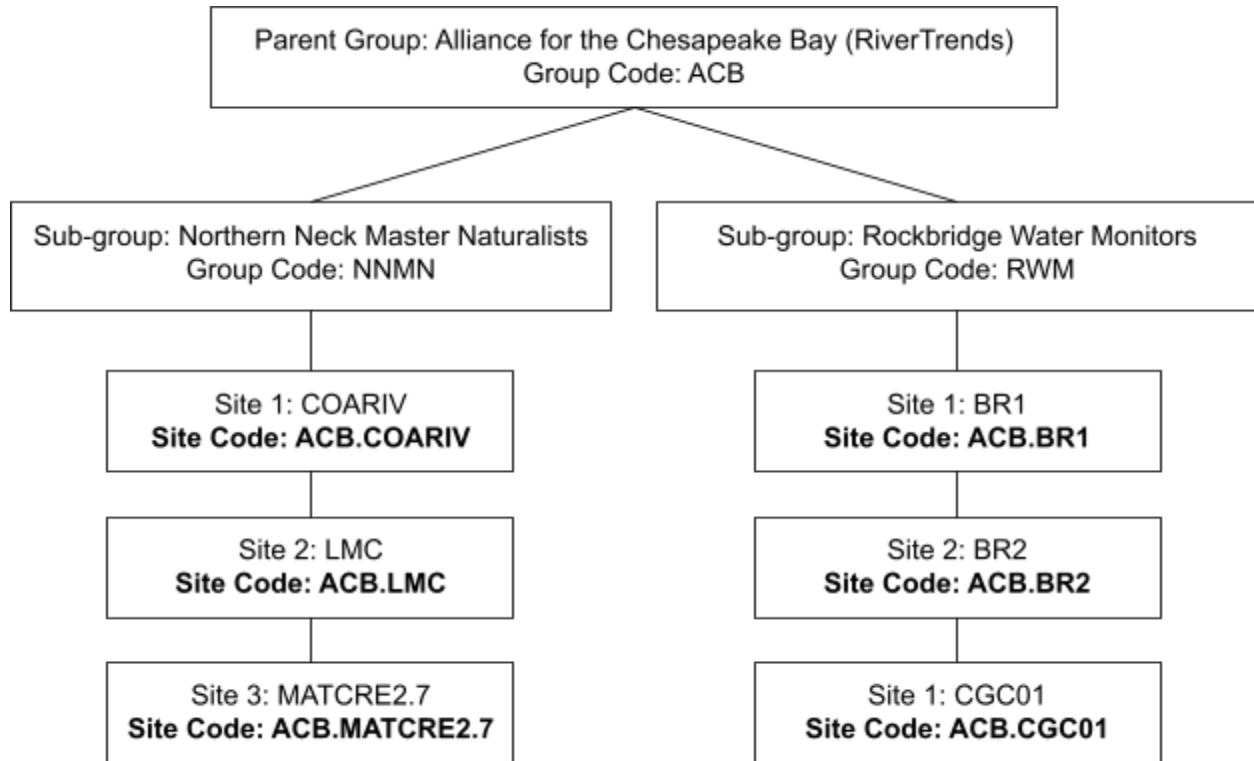 Parent Group: Alliance for the Chesapeake Bay (RiverTrends)
Group Code: ACB
Sub-group: Northern Neck Master Naturalists
Group Code: NNMN
Sub-group: Rockbridge Water Monitors
Group Code: RWM
Site 1: COARIV
Site Code: ACB.COARIV
Site 2: LMC
Site Code: ACB.LMC
Site 3: MATCRE2.7
Site Code: ACB.MATCRE2.7
Site 1: BR1
Site Code: ACB.BR1
Site 2: BR2
Site Code: ACB.BR2
Site 1: CGC01
Site Code: ACB.CGC01